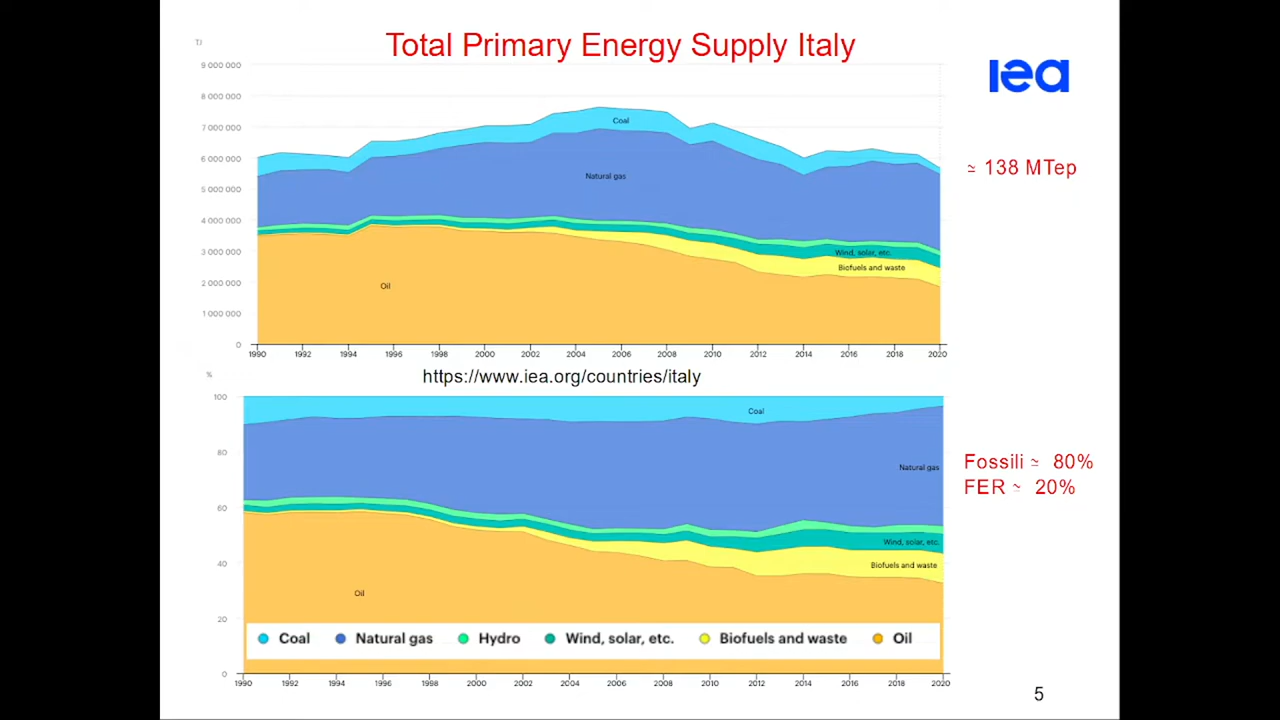 Total Primary Energy Supply Italy
TJ
iea
9 000 000
8 000 000
7 000 000
6 000 000
5 000 000
4 000 000
3 000 000
2 000 000
1 000 000
0
Coal
Natural gas
Wind, solar, etc.
Biofuels and waste
Oil
≃ 138 MTep
1990 1992 1994 1996 1998 2000 2002 2004 2006 2008 2010 2012 2014 2016 2018 2020
https://www.iea.org/countries/italy
%
100
80
60
40
20
0
Coal
Natural gas
Wind, solar, etc.
Biofuels and waste
Oil
Fossili ≃ 80%
FER ≃ 20%
Coal Natural gas Hydro Wind, solar, etc. Biofuels and waste Oil
1990 1992 1994 1996 1998 2000 2002 2004 2006 2008 2010 2012 2014 2016 2018 2020
5